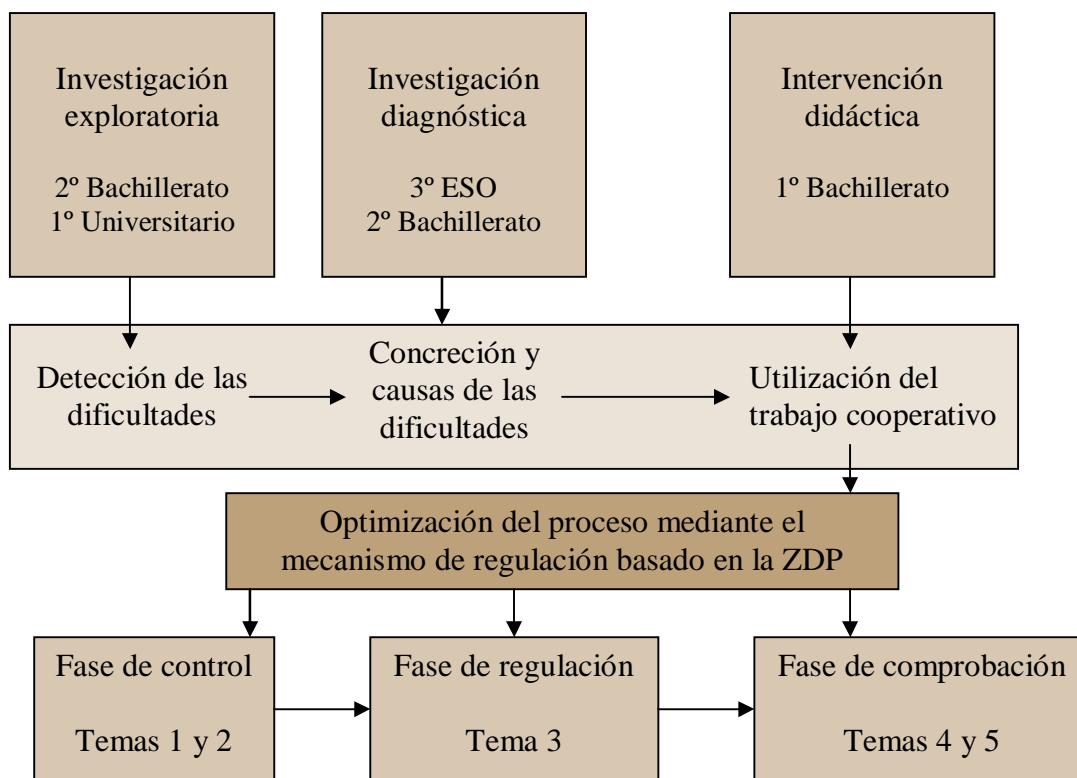 Investigación
exploratoria
2º Bachillerato
1º Universitario
Investigación
diagnóstica
3º ESO
2º Bachillerato
Intervención
didáctica
1º Bachillerato
Detección de las
dificultades
Concreción y
causas de las
dificultades
Utilización del
trabajo cooperativo
Optimización del proceso mediante el
mecanismo de regulación basado en la ZDP
Fase de control
Temas 1 y 2
Fase de regulación
Tema 3
Fase de comprobación
Temas 4 y 5